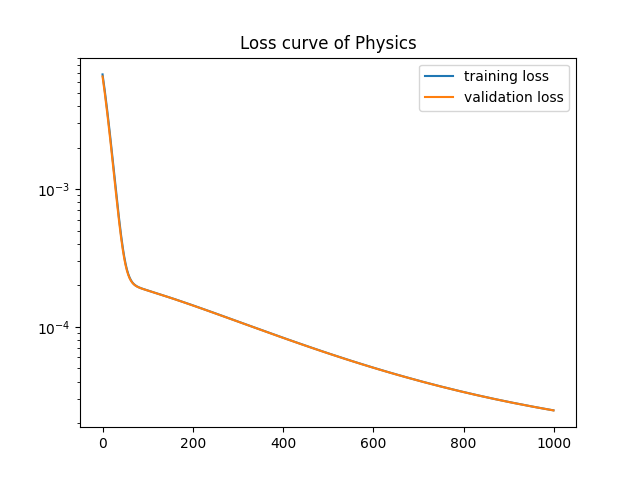 Loss curve of Physics
training loss
validation loss
10⁻³
10⁻⁴
0 200 400 600 800 1000